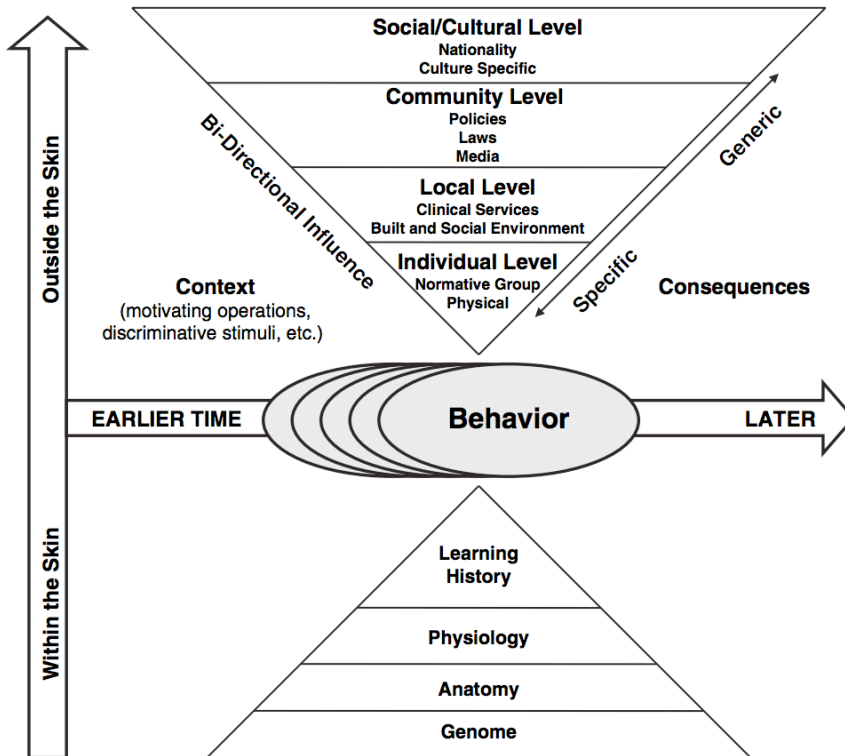 Social/Cultural Level
Nationality
Culture Specific
Community Level
Policies
Laws
Media
Local Level
Clinical Services
Built and Social Environment
Individual Level
Normative Group
Physical
Bi-Directional Influence
Generic
Specific
Outside the Skin
Context
(motivating operations,
discriminative stimuli, etc.)
Consequences
EARLIER TIME
Behavior
LATER
Within the Skin
Learning
History
Physiology
Anatomy
Genome